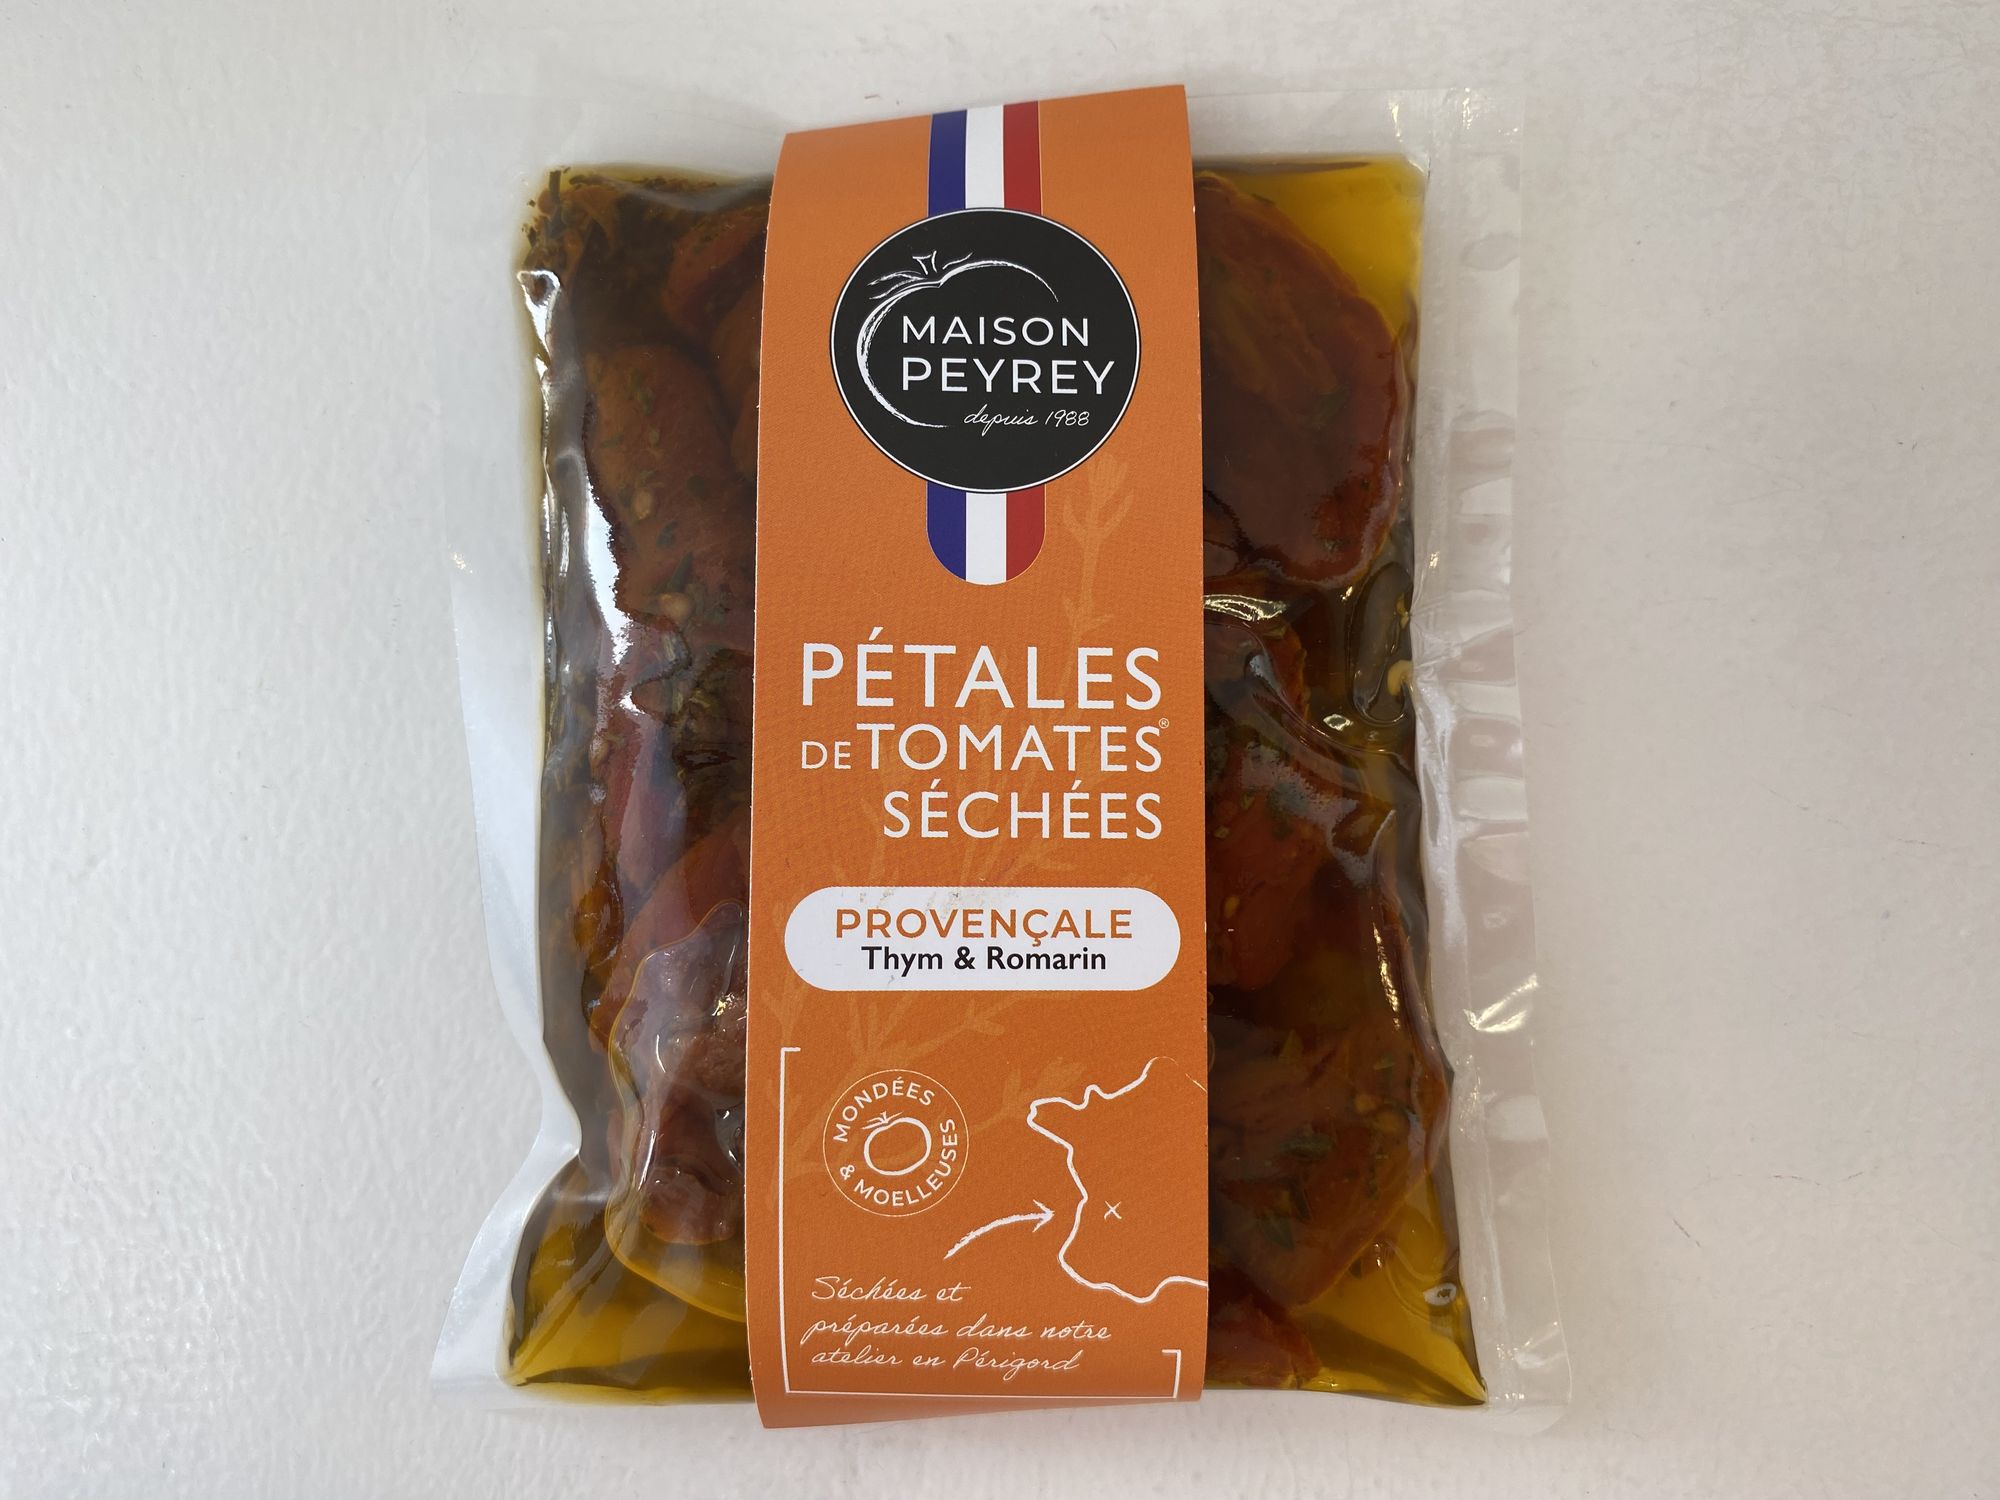 MAISON
PEYREY
depuis 1988
PÉTALES
DE TOMATES®
SÉCHÉES
PROVENÇALE
Thym & Romarin
MONDÉES
& MOELLEUSES
x
Séchées et
préparées dans notre
atelier en Périgord